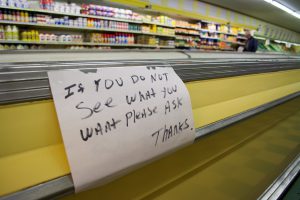 If you do not
see what you
want please ask
Thanks.